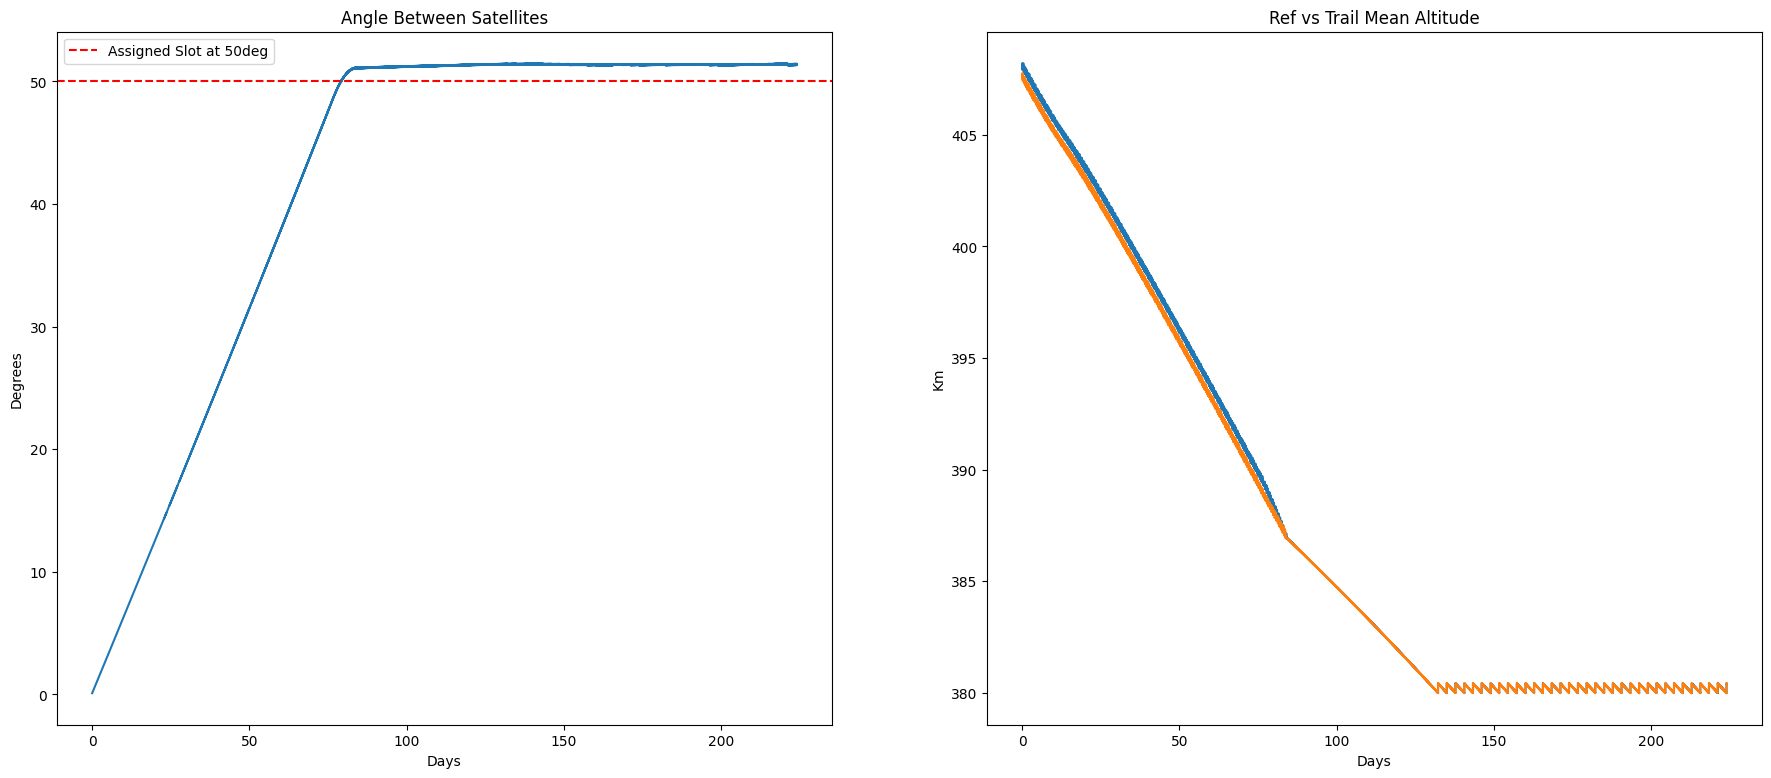 Angle Between Satellites
Assigned Slot at 50deg
50
40
30
20
10
0
Degrees
0 50 100 150 200
Days
Ref vs Trail Mean Altitude
405
400
395
390
385
380
Km
0 50 100 150 200
Days